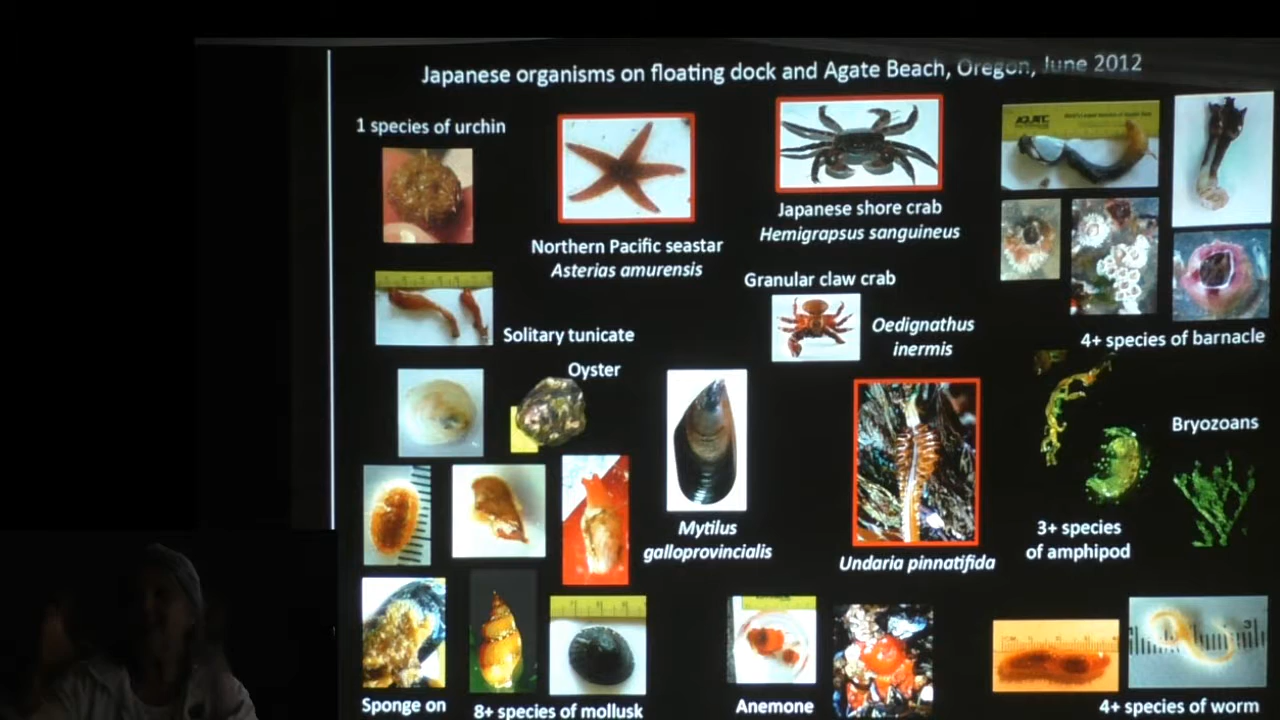 Japanese organisms on floating dock and Agate Beach, Oregon, June 2012
1 species of urchin
Northern Pacific seastar
Asterias amurensis
Japanese shore crab
Hemigrapsus sanguineus
Granular claw crab
Oedignathus
inermis
4+ species of barnacle
Solitary tunicate
Oyster
Mytilus
galloprovincialis
Undaria pinnatifida
3+ species
of amphipod
Bryozoans
Sponge on
8+ species of mollusk
Anemone
4+ species of worm